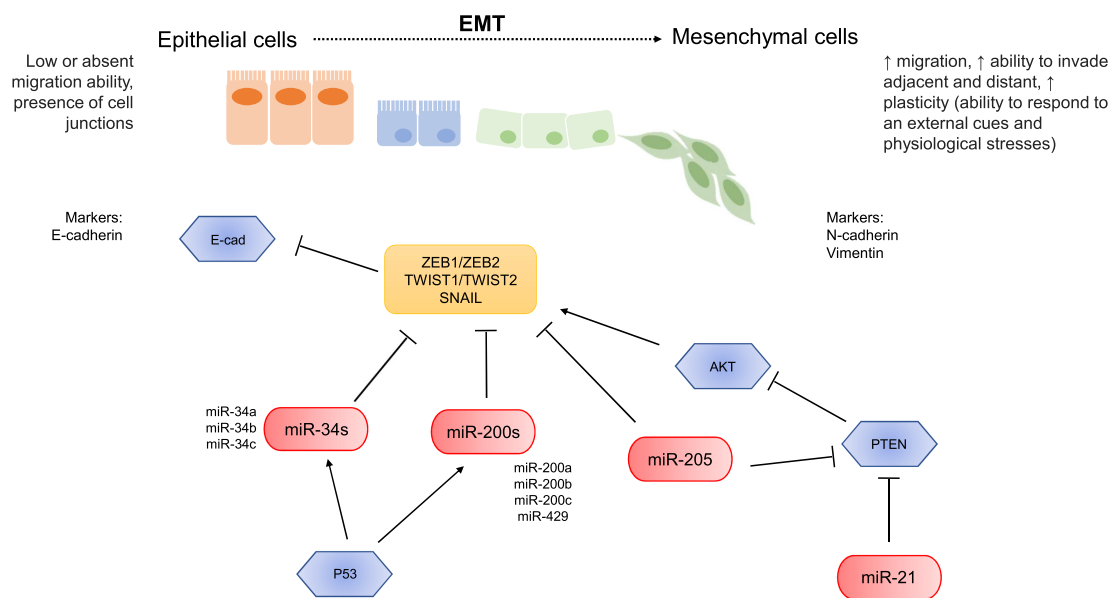 EMT
Epithelial cells
Mesenchymal cells
Low or absent
migration ability,
presence of cell
junctions
↑ migration, ↑ ability to invade
adjacent and distant, ↑
plasticity (ability to respond to
an external cues and
physiological stresses)
Markers:
E-cadherin
E-cad
Markers:
N-cadherin
Vimentin
ZEB1/ZEB2
TWIST1/TWIST2
SNAIL
AKT
miR-34a
miR-34b
miR-34c
miR-34s
miR-200s
miR-205
PTEN
miR-200a
miR-200b
miR-200c
miR-429
P53
miR-21